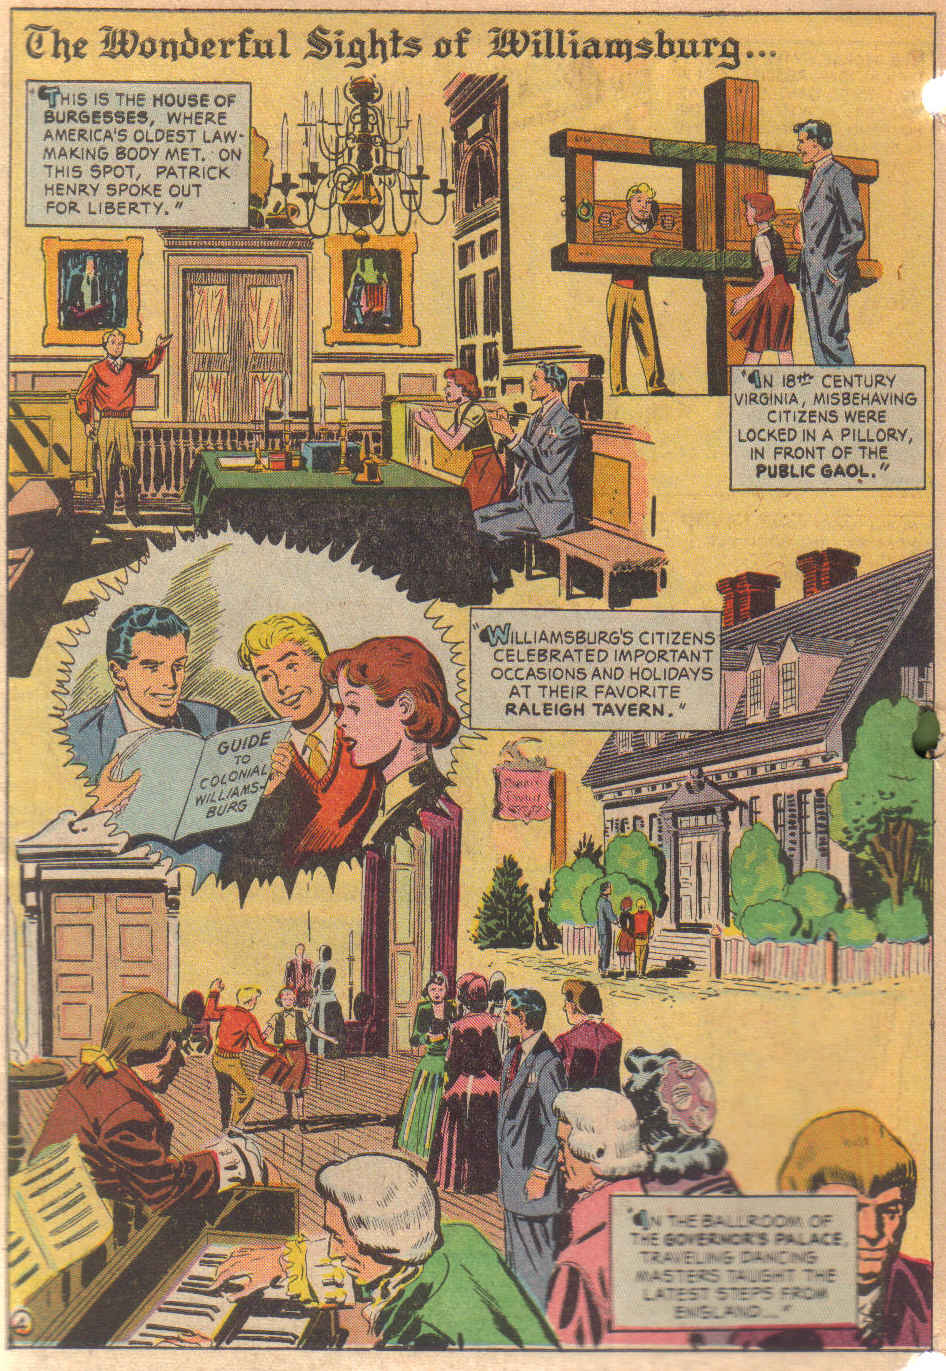 The Wonderful Sights of Williamsburg...
"THIS IS THE HOUSE OF
BURGESSES, WHERE
AMERICA'S OLDEST LAW-
MAKING BODY MET. ON
THIS SPOT, PATRICK
HENRY SPOKE OUT
FOR LIBERTY."
"IN 18TH CENTURY
VIRGINIA, MISBEHAVING
CITIZENS WERE
LOCKED IN A PILLORY,
IN FRONT OF THE
PUBLIC GAOL."
"WILLIAMSBURG'S CITIZENS
CELEBRATED IMPORTANT
OCCASIONS AND HOLIDAYS
AT THEIR FAVORITE
RALEIGH TAVERN."
GUIDE
TO
COLONIAL
WILLIAMS-
BURG
"IN THE BALLROOM OF
THE GOVERNOR'S PALACE,
TRAVELING DANCING
MASTERS TAUGHT THE
LATEST STEPS FROM
ENGLAND..."
4